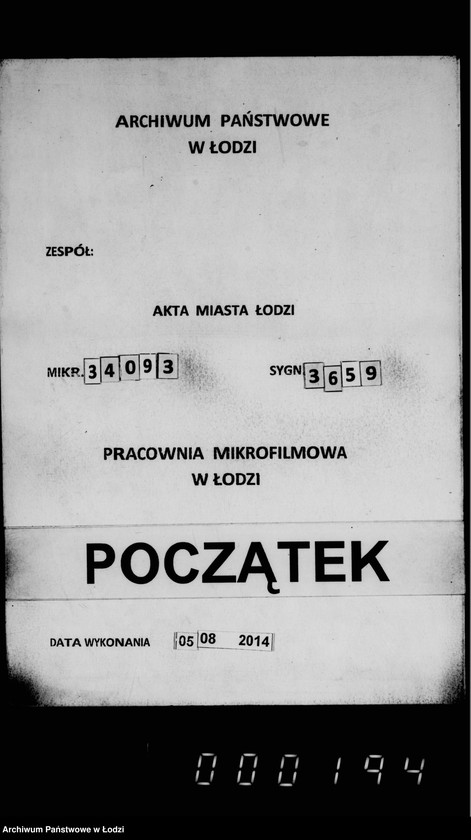 ARCHIWUM PAŃSTWOWE
W ŁODZI
ZESPÓŁ:
AKTA MIASTA ŁODZI
MIKR. 34093 SYGN 3659
PRACOWNIA MIKROFILMOWA
W ŁODZI
POCZĄTEK
DATA WYKONANIA 05 08 2014
000194
Archiwum Państwowe w Łodzi